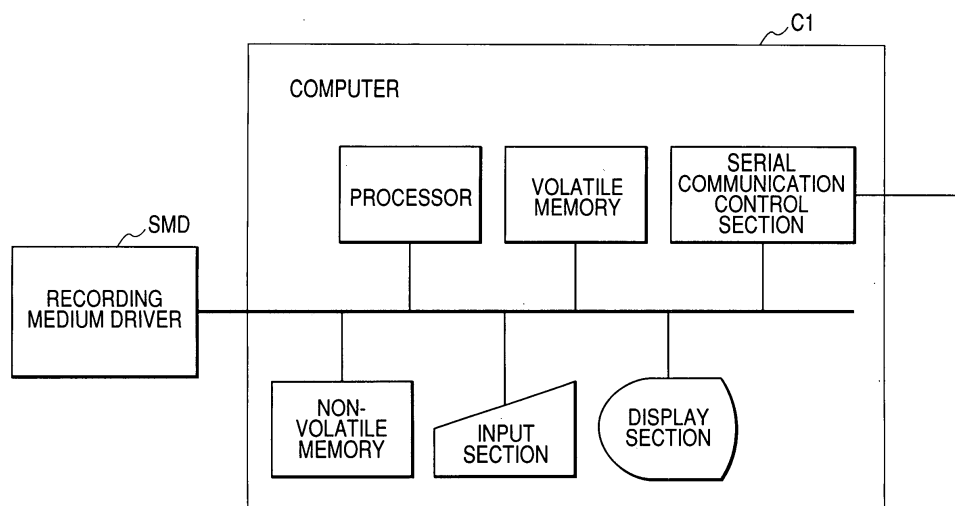 C1
COMPUTER
PROCESSOR
VOLATILE
MEMORY
SERIAL
COMMUNICATION
CONTROL
SECTION
SMD
RECORDING
MEDIUM DRIVER
NON-
VOLATILE
MEMORY
INPUT
SECTION
DISPLAY
SECTION